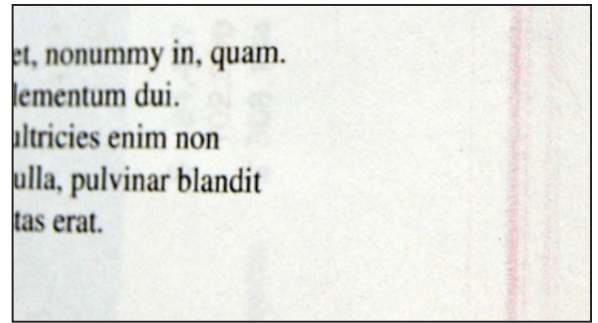 et, nonummy in, quam.
lementum dui.
ultricies enim non
ulla, pulvinar blandit
tas erat.